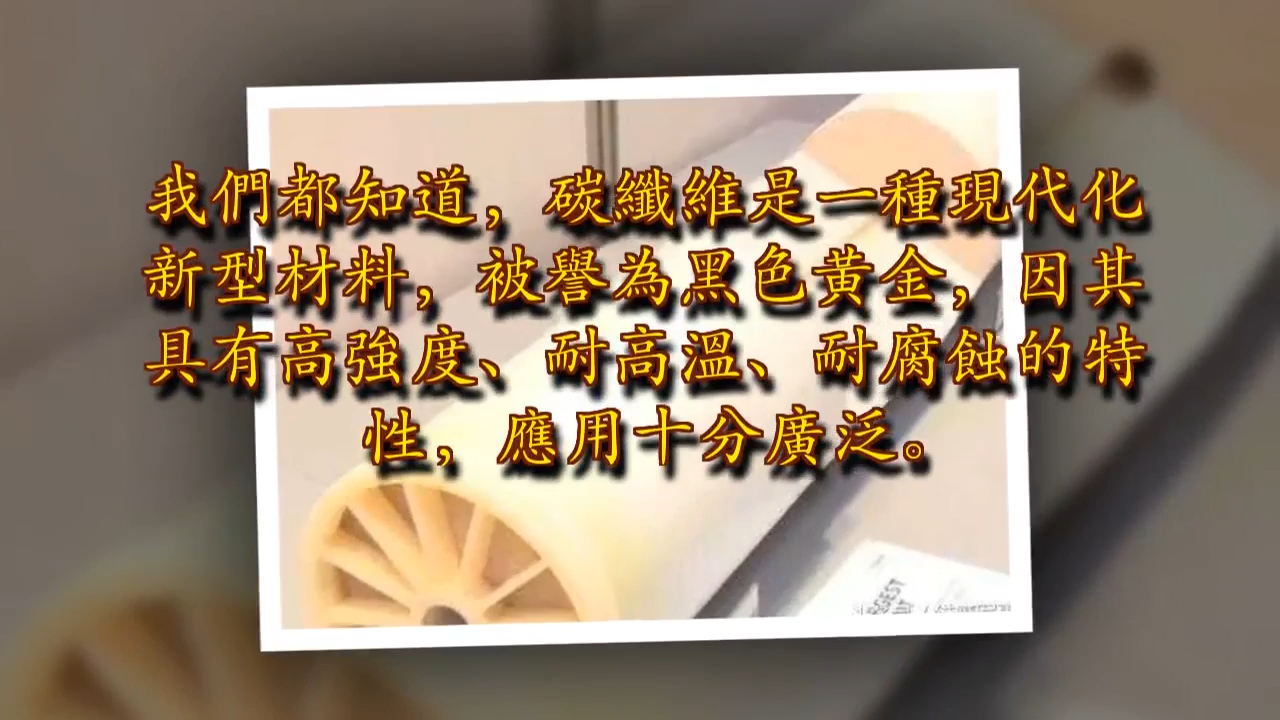 我們都知道，碳纖維是一種現代化
新型材料，被譽為黑色黄金，因其
具有高強度、耐高溫、耐腐蝕的特
性，應用十分廣泛。